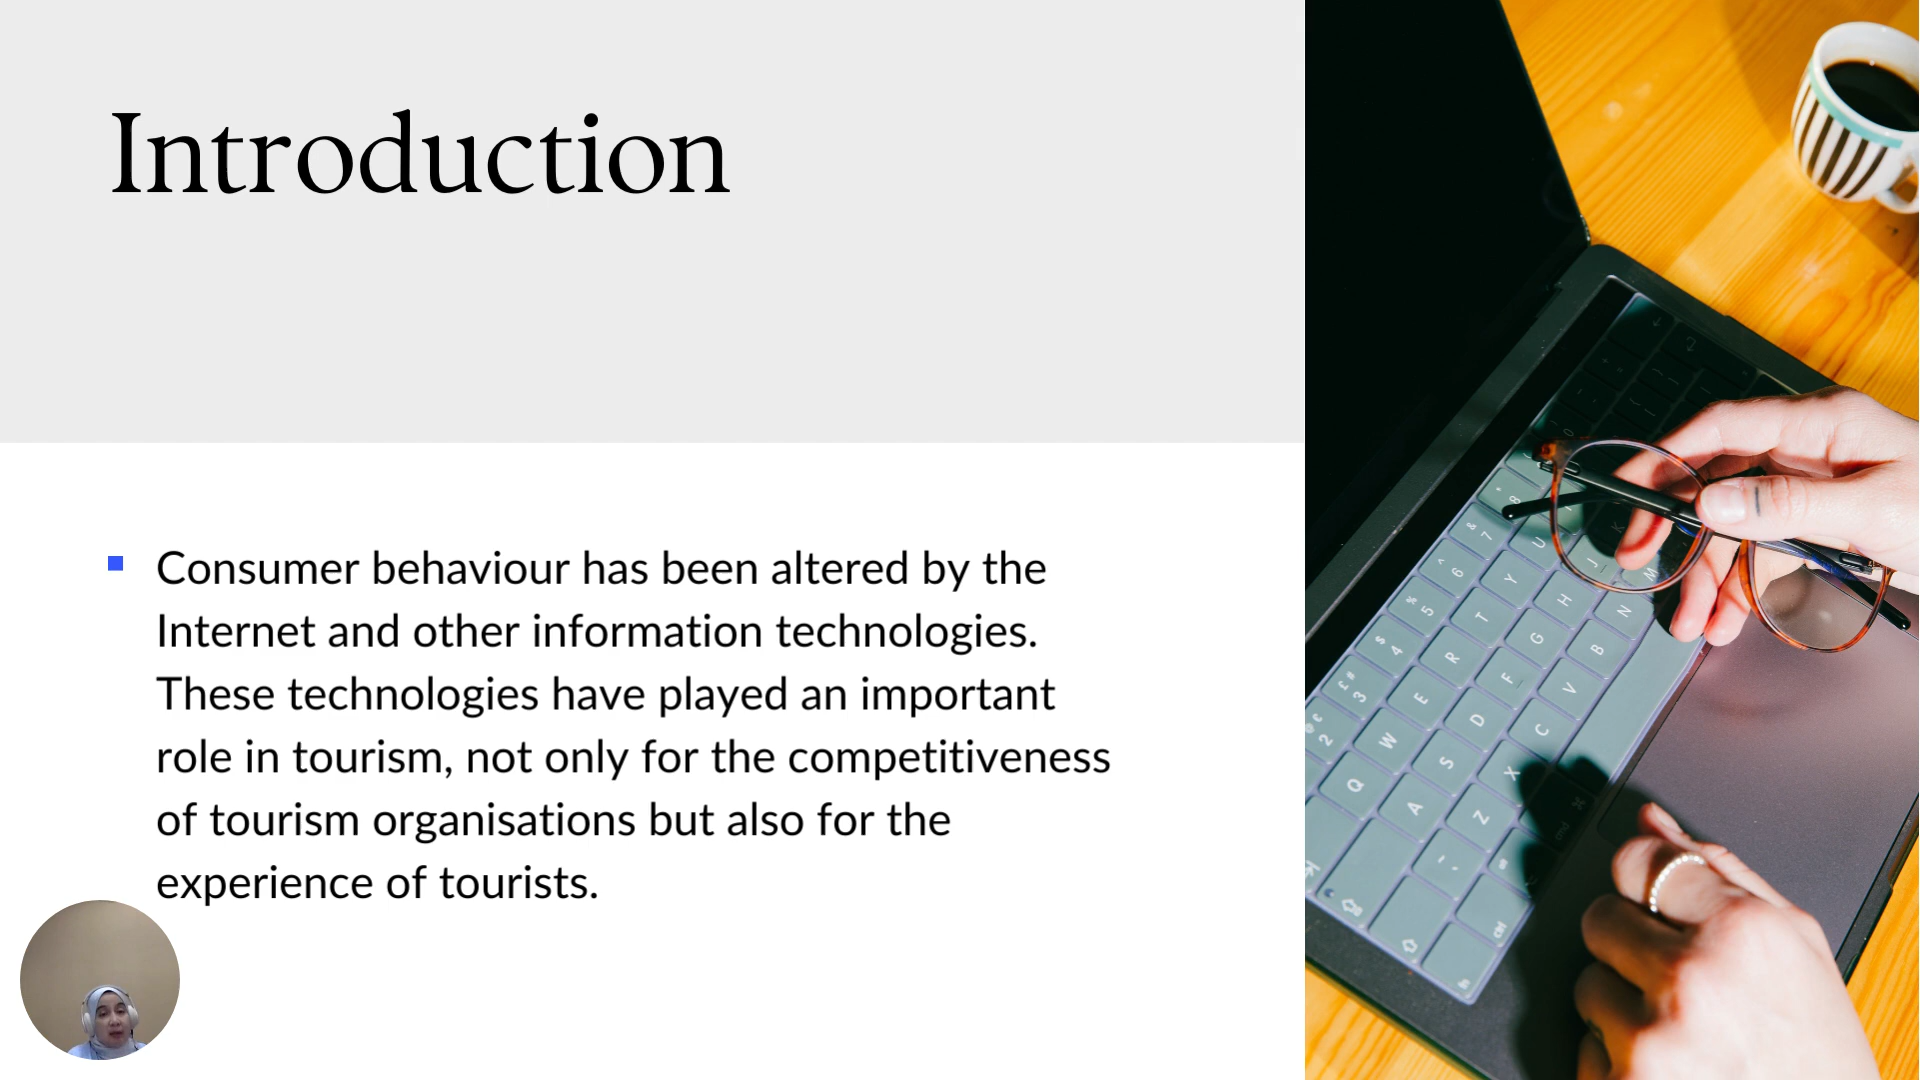 Introduction
Consumer behaviour has been altered by the
Internet and other information technologies.
These technologies have played an important
role in tourism, not only for the competitiveness
of tourism organisations but also for the
experience of tourists.